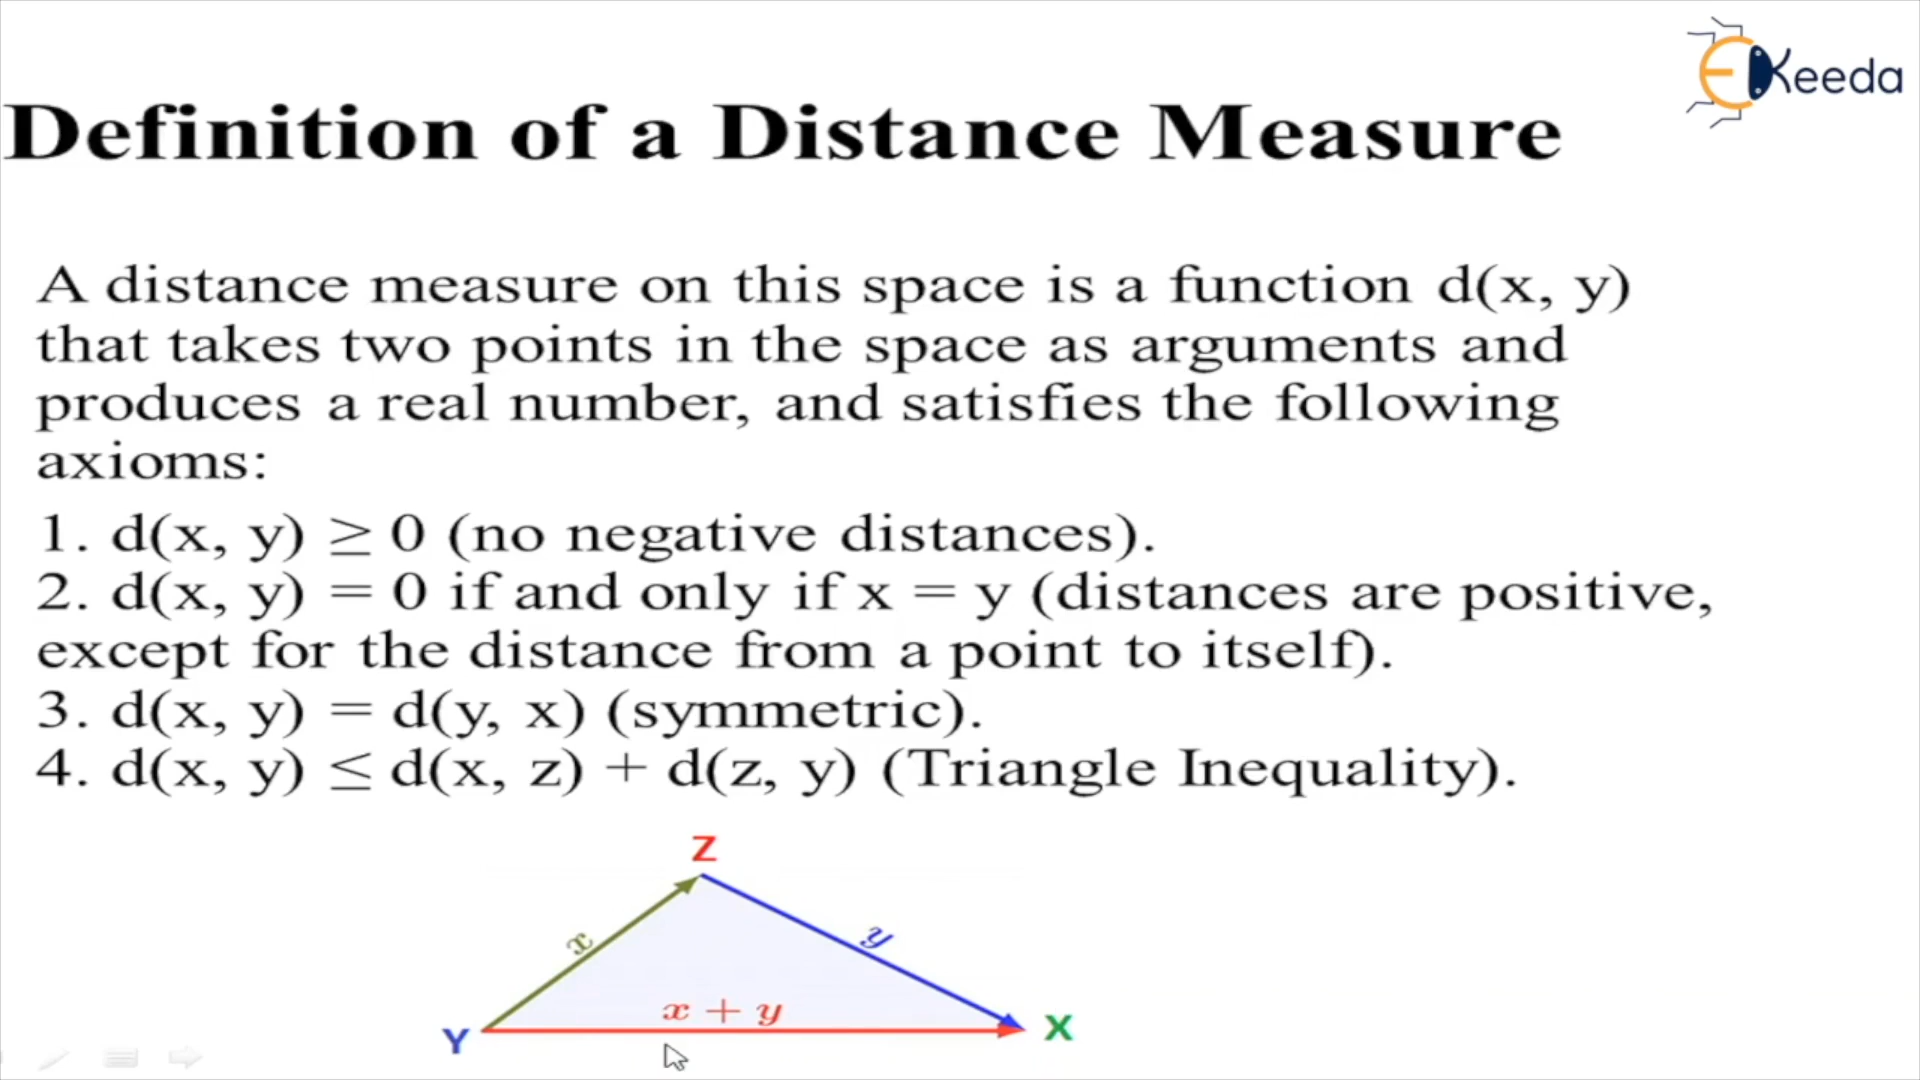 EKeeda
Definition of a Distance Measure
A distance measure on this space is a function d(x, y)
that takes two points in the space as arguments and
produces a real number, and satisfies the following
axioms:
1. d(x, y) ≥ 0 (no negative distances).
2. d(x, y) = 0 if and only if x = y (distances are positive,
except for the distance from a point to itself).
3. d(x, y) = d(y, x) (symmetric).
4. d(x, y) ≤ d(x, z) + d(z, y) (Triangle Inequality).
Z
x
y
x + y
Y
X